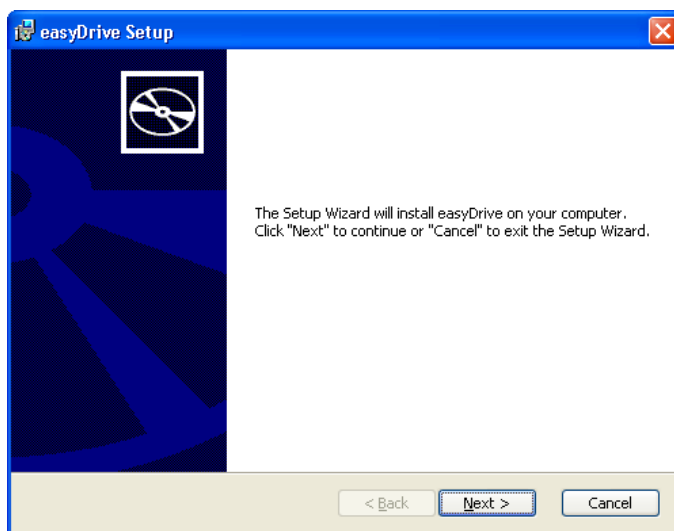 easyDrive Setup
The Setup Wizard will install easyDrive on your computer.
Click "Next" to continue or "Cancel" to exit the Setup Wizard.
< Back
Next >
Cancel